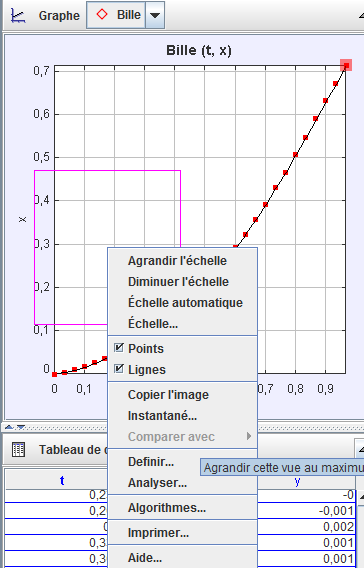 Graphe Bille
Bille (t, x)
0,7
0,6
0,5
0,4
x
0,3
0,2
0,1
0
0 0,1 0,7 0,8 0,9
Agrandir l'échelle
Diminuer l'échelle
Échelle automatique
Échelle...
Points
Lignes
Copier l'image
Instantané...
Comparer avec
Definir...
Analyser...
Algorithmes...
Imprimer...
Aide...
Agrandir cette vue au maximu
Tableau de
t y
0,2 -0
0,2 -0,001
0 0,002
0,3 0,001
0,3 0,001